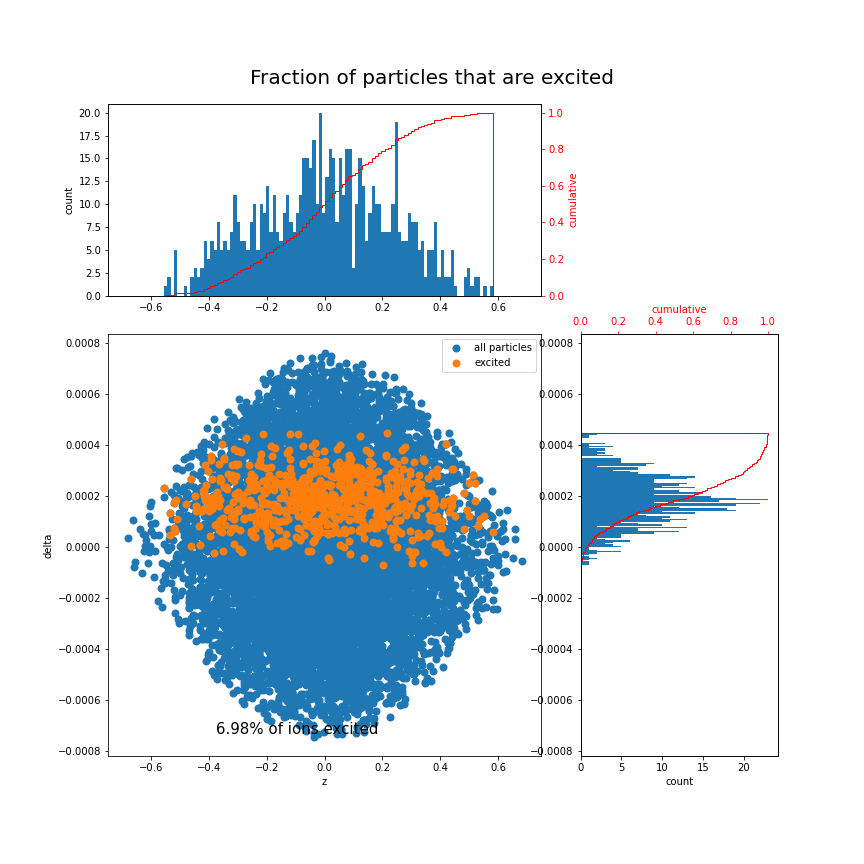 Fraction of particles that are excited
20.0
17.5
15.0
12.5
10.0
7.5
5.0
2.5
0.0
count
1.0
0.8
0.6
0.4
0.2
0.0
cumulative
−0.6 −0.4 −0.2 0.0 0.2 0.4 0.6
cumulative
0.0 0.2 0.4 0.6 0.8 1.0
0.0008
0.0006
0.0004
0.0002
0.0000
−0.0002
−0.0004
−0.0006
−0.0008
delta
all particles
excited
6.98% of ions excited
−0.6 −0.4 −0.2 0.0 0.2 0.4 0.6
z
0.0008
0.0006
0.0004
0.0002
0.0000
−0.0002
−0.0004
−0.0006
−0.0008
0 5 10 15 20
count